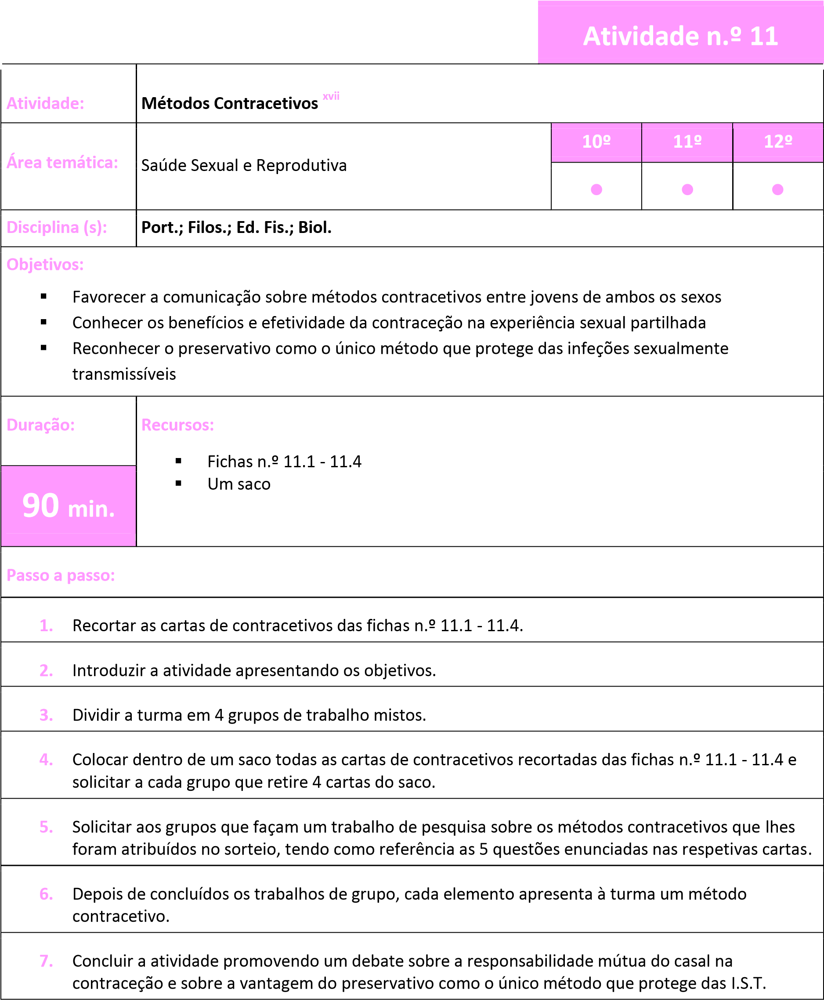 Atividade n.º 11
Atividade:
Métodos Contracetivos xvii
Área temática:
Saúde Sexual e Reprodutiva
10º
11º
12º
Disciplina (s):
Port.; Filos.; Ed. Fis.; Biol.
Objetivos:
▪ Favorecer a comunicação sobre métodos contracetivos entre jovens de ambos os sexos
▪ Conhecer os benefícios e efetividade da contraceção na experiência sexual partilhada
▪ Reconhecer o preservativo como o único método que protege das infeções sexualmente
transmissíveis
Duração:
90 min.
Recursos:
▪ Fichas n.º 11.1 - 11.4
▪ Um saco
Passo a passo:
1. Recortar as cartas de contracetivos das fichas n.º 11.1 - 11.4.
2. Introduzir a atividade apresentando os objetivos.
3. Dividir a turma em 4 grupos de trabalho mistos.
4. Colocar dentro de um saco todas as cartas de contracetivos recortadas das fichas n.º 11.1 - 11.4 e
solicitar a cada grupo que retire 4 cartas do saco.
5. Solicitar aos grupos que façam um trabalho de pesquisa sobre os métodos contracetivos que lhes
foram atribuídos no sorteio, tendo como referência as 5 questões enunciadas nas respetivas cartas.
6. Depois de concluídos os trabalhos de grupo, cada elemento apresenta à turma um método
contracetivo.
7. Concluir a atividade promovendo um debate sobre a responsabilidade mútua do casal na
contraceção e sobre a vantagem do preservativo como o único método que protege das I.S.T.